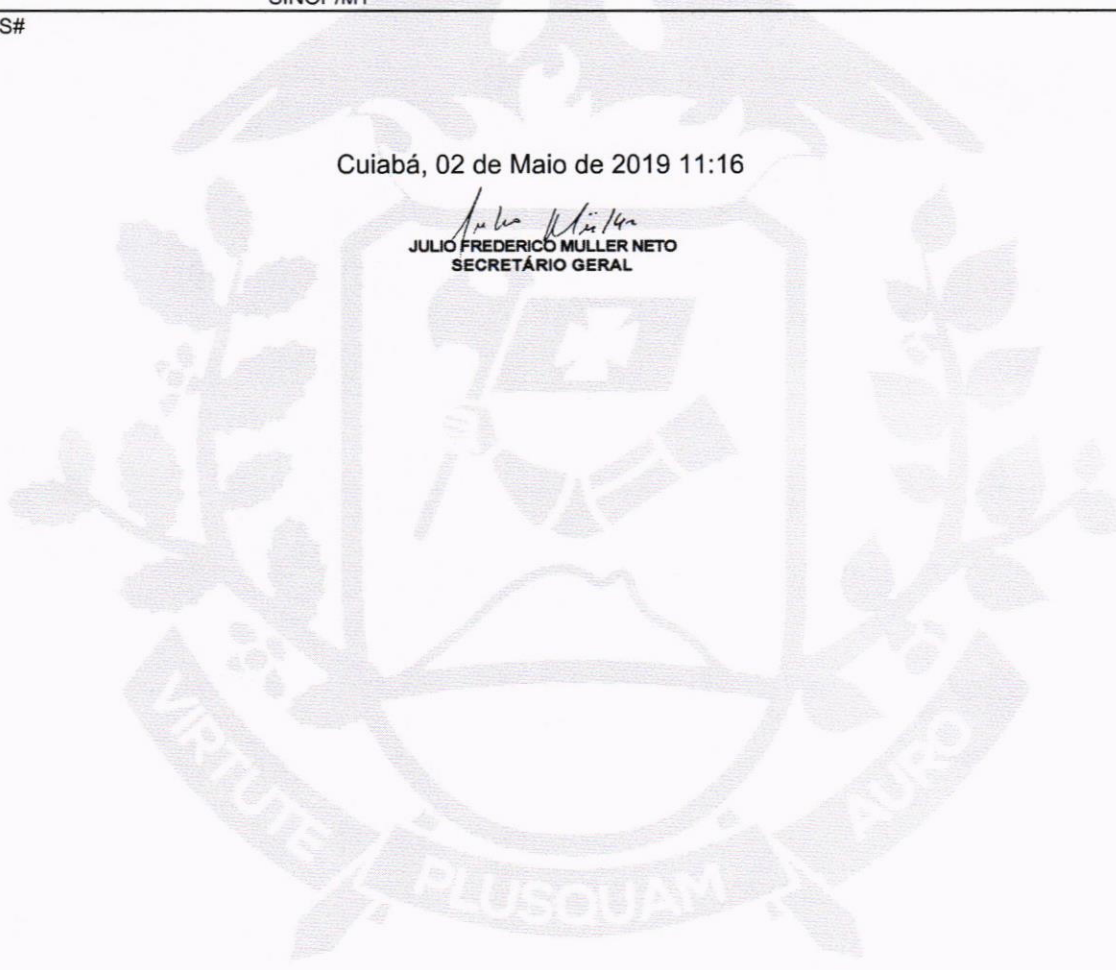 S#
Cuiabá, 02 de Maio de 2019 11:16
JULIO FREDERICO MULLER NETO
SECRETÁRIO GERAL
VIRTUTE PLUSQUAM AURO